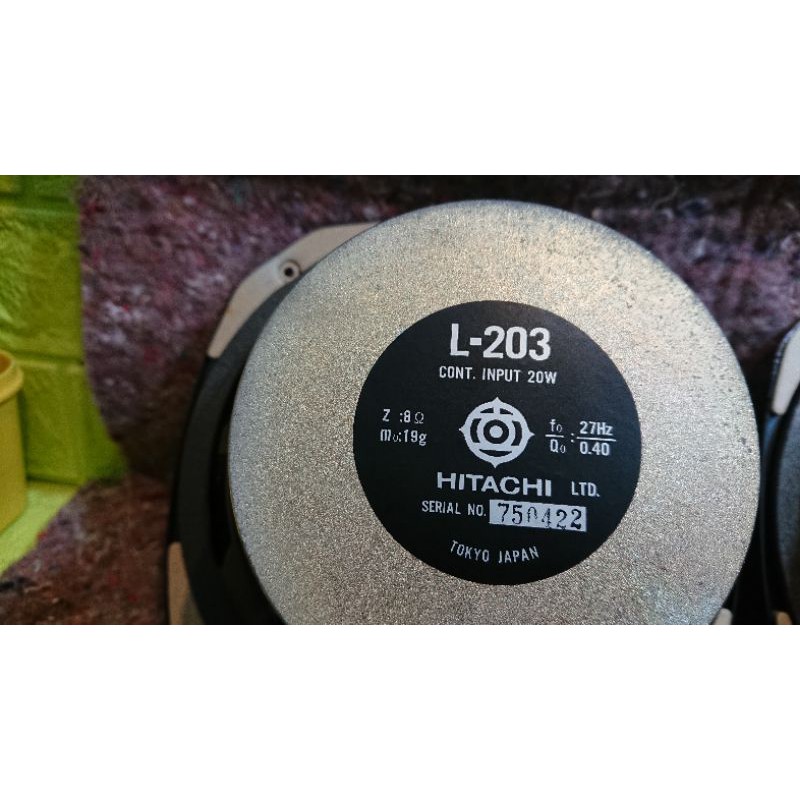 L-203
CONT. INPUT 20W
Z :8Ω
m₀:19g
f₀/Q₀ : 27Hz/0.40
HITACHI LTD.
SERIAL NO. 750422
TOKYO JAPAN